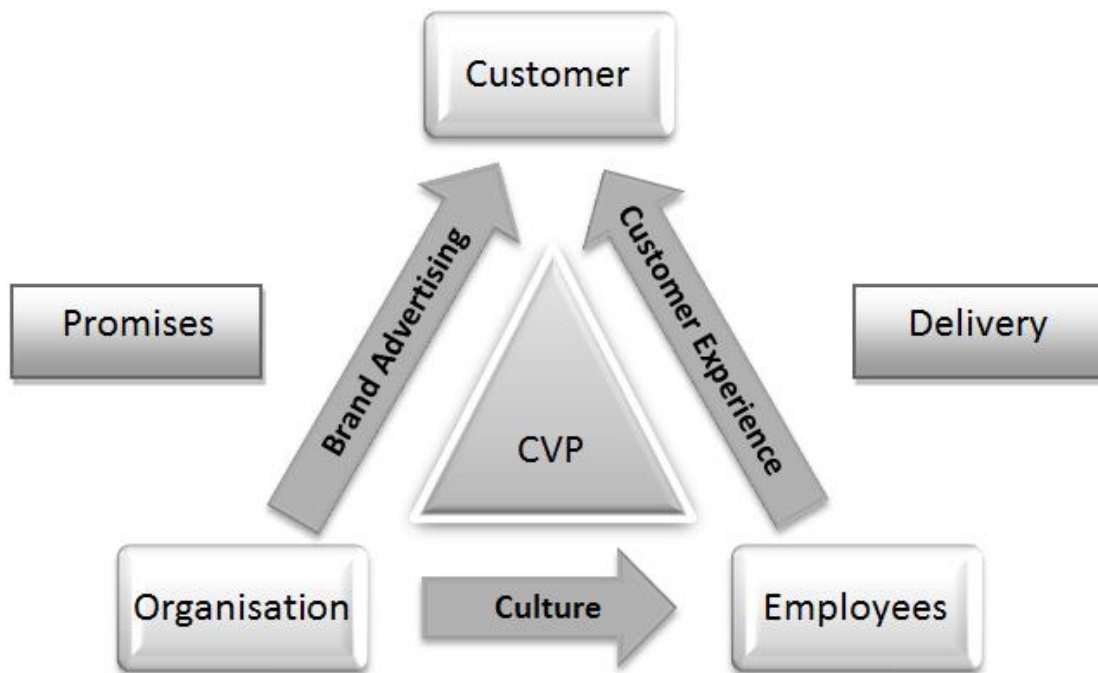 Customer
Brand Advertising
Customer Experience
Promises
Delivery
CVP
Organisation
Culture
Employees